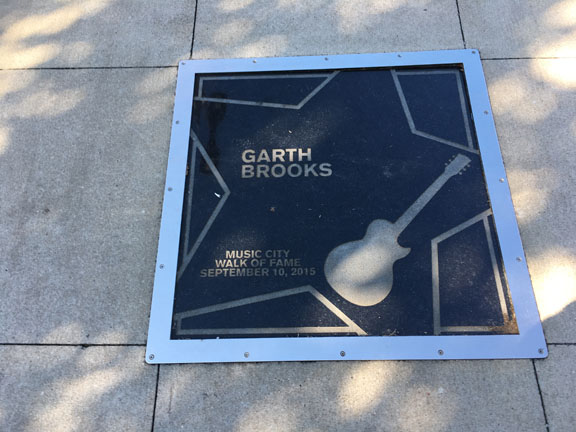 GARTH
BROOKS
MUSIC CITY
WALK OF FAME
SEPTEMBER 10, 2015